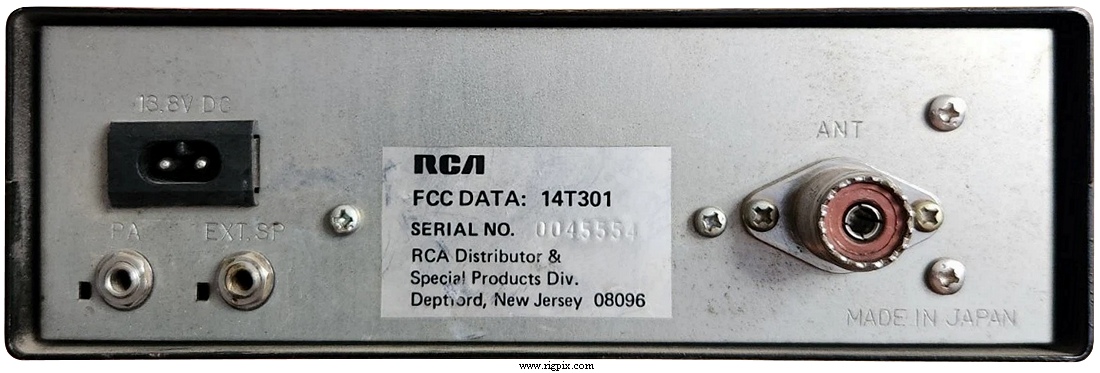 13.8V DC
PA
EXT. SP
RCA
FCC DATA: 14T301
SERIAL NO. 0045554
RCA Distributor &
Special Products Div.
Deptford, New Jersey 08096
ANT
MADE IN JAPAN
www.rigpix.com